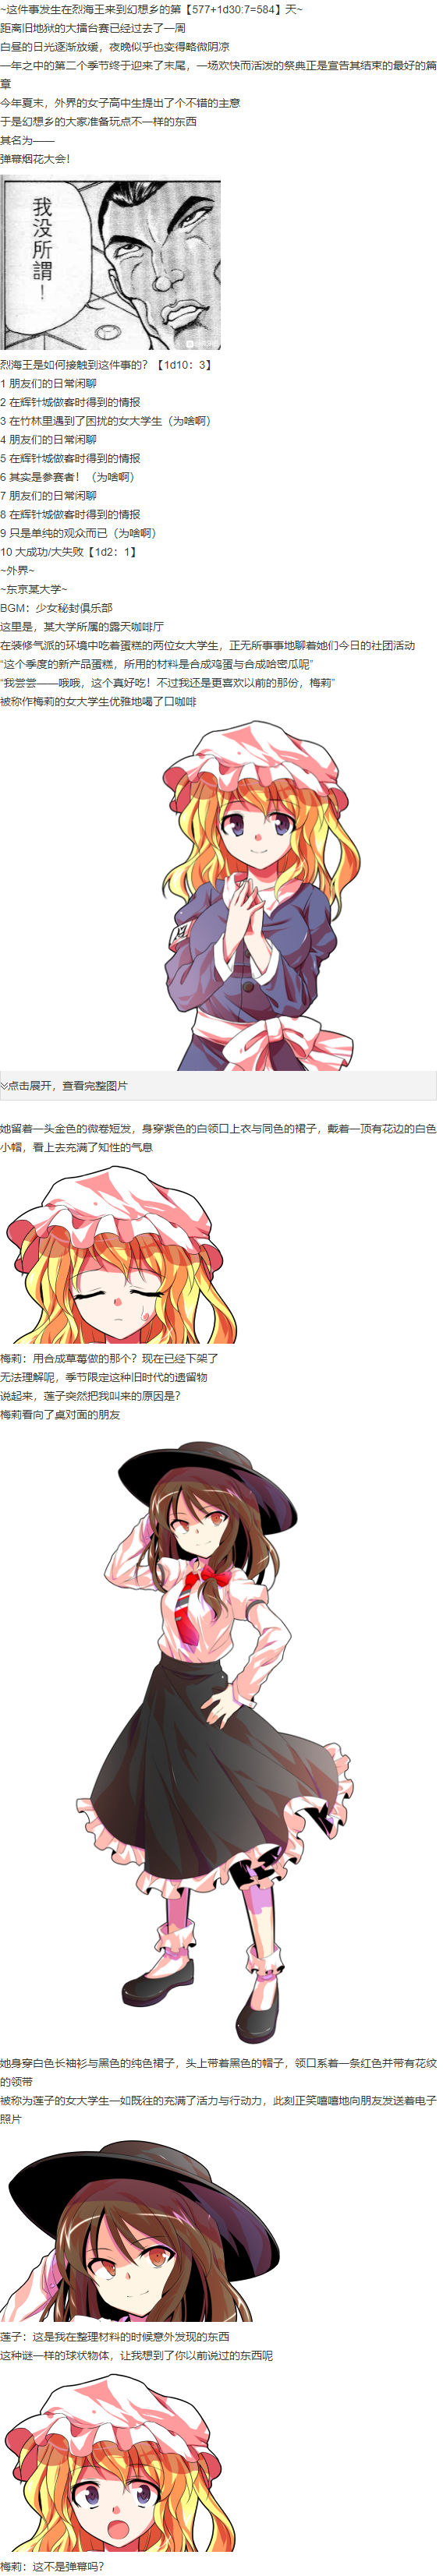 ~这件事发生在烈海王来到幻想乡的第【577+1d30:7=584】天~
距离旧地狱的大擂台赛已经过去了一周
白昼的日光逐渐放缓，夜晚似乎也变得略微阴凉
一年之中的第二个季节终于迎来了末尾，一场欢快而活泼的祭典正是宣告其结束的最好的篇
章
今年夏末，外界的女子高中生提出了个不错的主意
于是幻想乡的大家准备玩点不一样的东西
其名为——
弹幕烟花大会！
我没所謂！
烈海王是如何接触到这件事的？【1d10：3】
1 朋友们的日常闲聊
2 在辉针城做客时得到的情报
3 在竹林里遇到了困扰的女大学生（为啥啊）
4 朋友们的日常闲聊
5 在辉针城做客时得到的情报
6 其实是参赛者！（为啥啊）
7 朋友们的日常闲聊
8 在辉针城做客时得到的情报
9 只是单纯的观众而已（为啥啊）
10 大成功/大失败【1d2：1】
~外界~
~东京某大学~
BGM：少女秘封俱乐部
这里是，某大学所属的露天咖啡厅
在装修气派的环境中吃着蛋糕的两位女大学生，正无所事事地聊着她们今日的社团活动
“这个季度的新产品蛋糕，所用的材料是合成鸡蛋与合成哈密瓜呢”
“我尝尝——哦哦，这个真好吃！不过我还是更喜欢以前的那份，梅莉”
被称作梅莉的女大学生优雅地喝了口咖啡
点击展开，查看完整图片
她留着一头金色的微卷短发，身穿紫色的白领口上衣与同色的裙子，戴着一顶有花边的白色
小帽，看上去充满了知性的气息
梅莉：用合成草莓做的那个？现在已经下架了
无法理解呢，季节限定这种旧时代的遗留物
说起来，莲子突然把我叫来的原因是？
梅莉看向了桌对面的朋友
她身穿白色长袖衫与黑色的纯色裙子，头上带着黑色的帽子，领口系着一条红色并带有花纹
的领带
被称为莲子的女大学生一如既往的充满了活力与行动力，此刻正笑嘻嘻地向朋友发送着电子
照片
莲子：这是我在整理材料的时候意外发现的东西
这种谜一样的球状物体，让我想到了你以前说过的东西呢
梅莉：这不是弹幕吗？